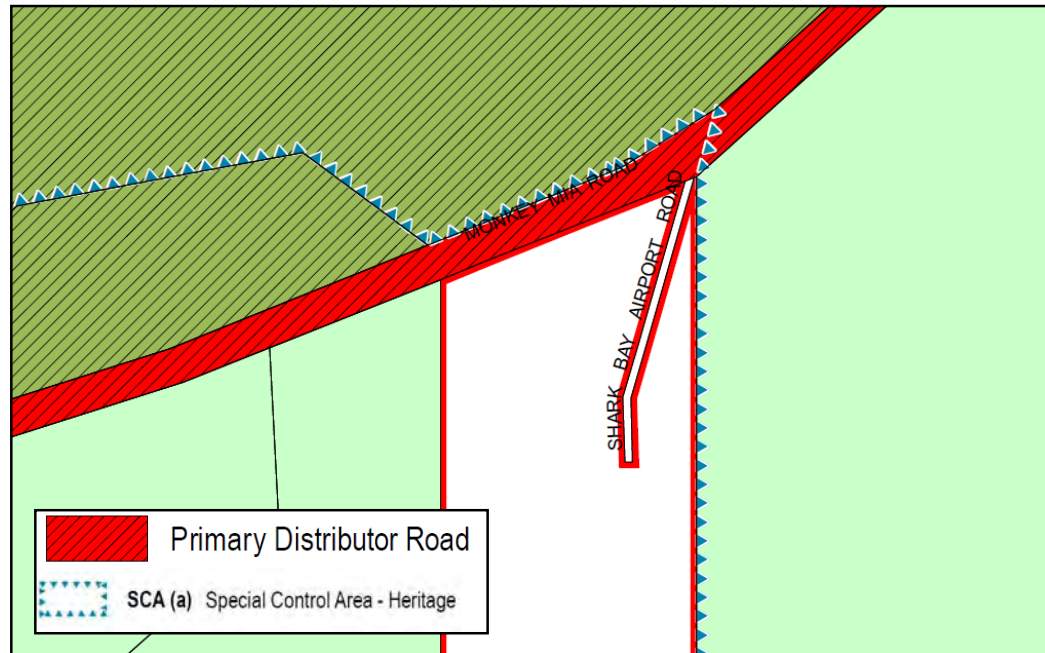 MONKEY MIA ROAD
SHARK BAY AIRPORT ROAD
Primary Distributor Road
SCA (a) Special Control Area - Heritage